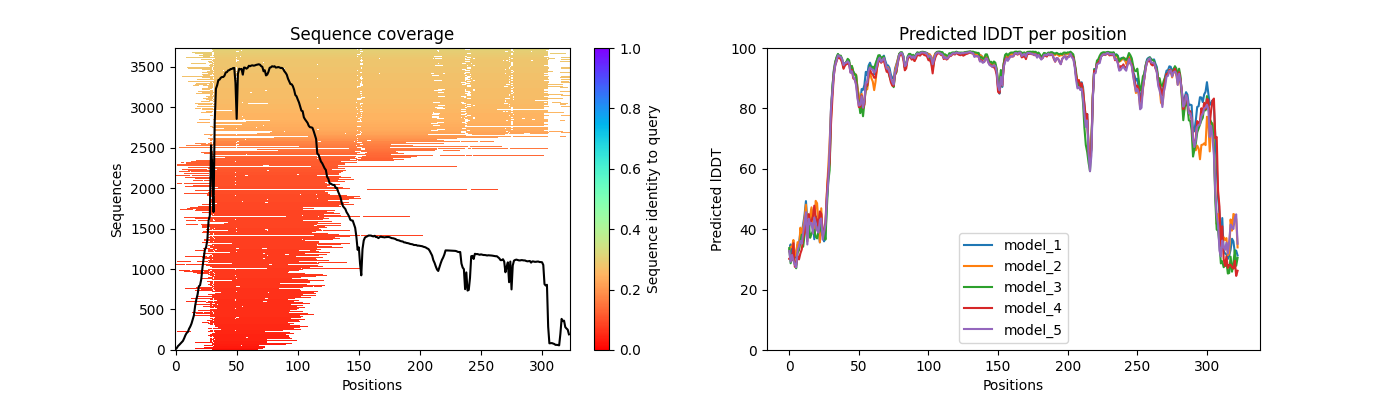 Sequence coverage
Sequences
3500
3000
2500
2000
1500
1000
500
0
0 50 100 150 200 250 300
Positions
1.0
0.8
0.6
0.4
0.2
0.0
Sequence identity to query
Predicted lDDT per position
Predicted lDDT
100
80
60
40
20
0
0 50 100 150 200 250 300
Positions
model_1
model_2
model_3
model_4
model_5